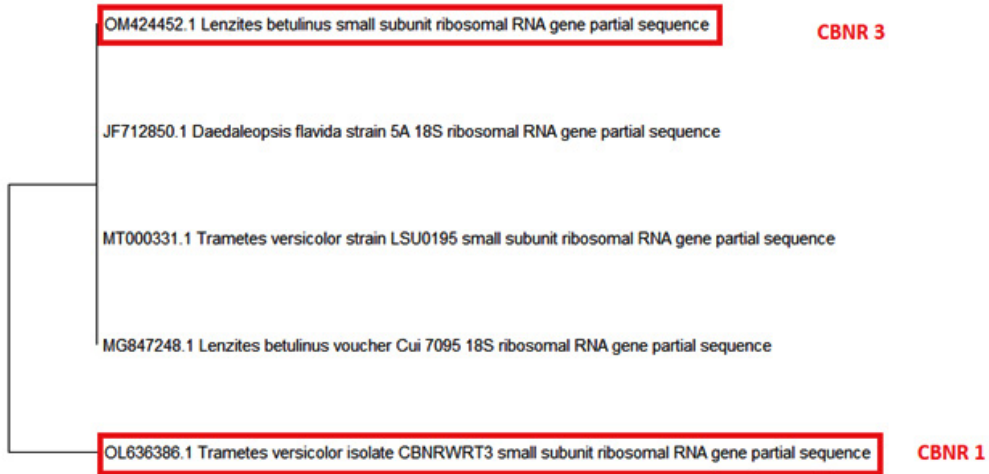 OM424452.1 Lenzites betulinus small subunit ribosomal RNA gene partial sequence
CBNR 3
JF712850.1 Daedaleopsis flavida strain 5A 18S ribosomal RNA gene partial sequence
MT000331.1 Trametes versicolor strain LSU0195 small subunit ribosomal RNA gene partial sequence
MG847248.1 Lenzites betulinus voucher Cui 7095 18S ribosomal RNA gene partial sequence
OL636386.1 Trametes versicolor isolate CBNRWRT3 small subunit ribosomal RNA gene partial sequence
CBNR 1